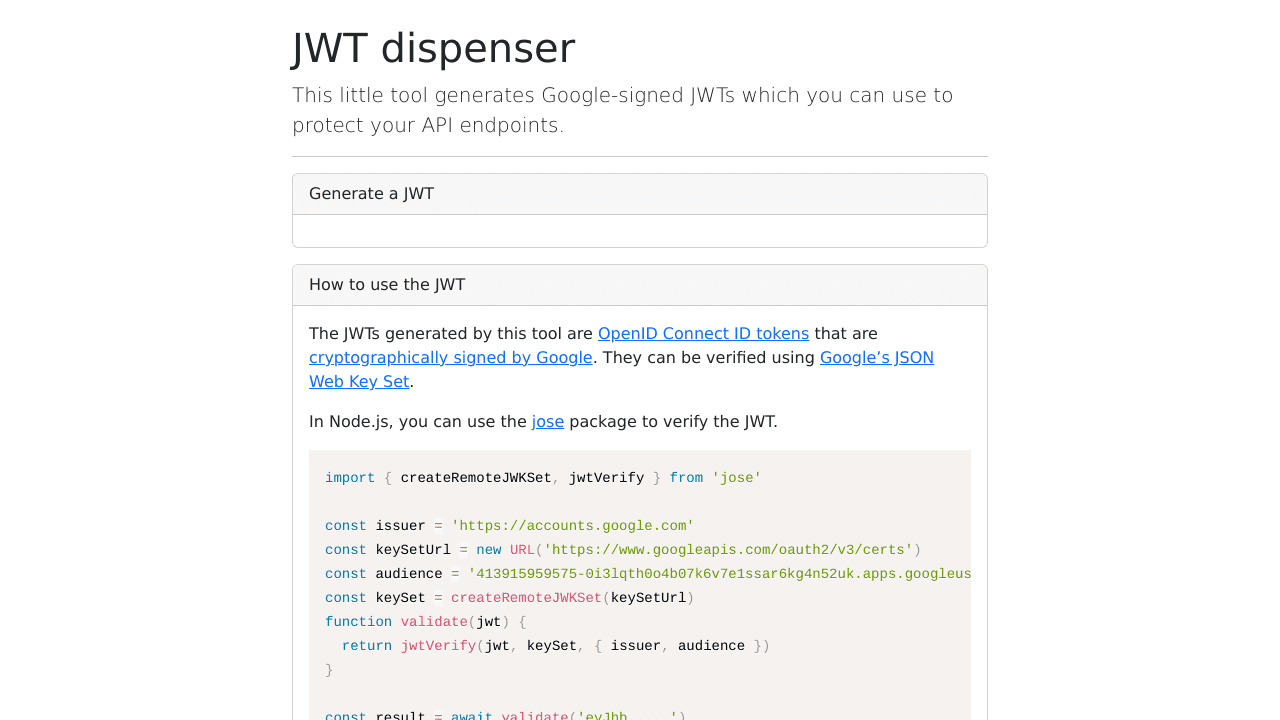 JWT dispenser
This little tool generates Google-signed JWTs which you can use to
protect your API endpoints.
Generate a JWT
How to use the JWT
The JWTs generated by this tool are OpenID Connect ID tokens that are
cryptographically signed by Google. They can be verified using Google’s JSON
Web Key Set.
In Node.js, you can use the jose package to verify the JWT.
import { createRemoteJWKSet, jwtVerify } from 'jose'
const issuer = 'https://accounts.google.com'
const keySetUrl = new URL('https://www.googleapis.com/oauth2/v3/certs')
const audience = '413915959575-0i3lqth0o4b07k6v7e1ssar6kg4n52uk.apps.googleus
const keySet = createRemoteJWKSet(keySetUrl)
function validate(jwt) {
  return jwtVerify(jwt, keySet, { issuer, audience })
}
const result = await validate('eyJhb.....')